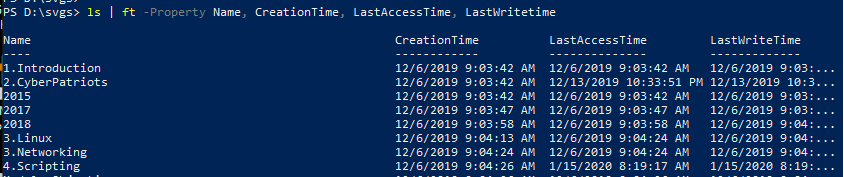 PS D:\svgs> ls | ft -Property Name, CreationTime, LastAccessTime, LastWritetime
Name CreationTime LastAccessTime LastWriteTime
---- ------------ -------------- -------------
1.Introduction 12/6/2019 9:03:42 AM 12/6/2019 9:03:42 AM 12/6/2019 9:03:...
2.CyberPatriots 12/6/2019 9:03:42 AM 12/13/2019 10:33:51 PM 12/13/2019 10:3...
2015 12/6/2019 9:03:42 AM 12/6/2019 9:03:42 AM 12/6/2019 9:03:...
2017 12/6/2019 9:03:47 AM 12/6/2019 9:03:47 AM 12/6/2019 9:03:...
2018 12/6/2019 9:03:58 AM 12/6/2019 9:03:58 AM 12/6/2019 9:04:...
3.Linux 12/6/2019 9:04:13 AM 12/6/2019 9:04:24 AM 12/6/2019 9:04:...
3.Networking 12/6/2019 9:04:24 AM 12/6/2019 9:04:24 AM 12/6/2019 9:04:...
4.Scripting 12/6/2019 9:04:26 AM 1/15/2020 8:19:17 AM 1/15/2020 8:19:...